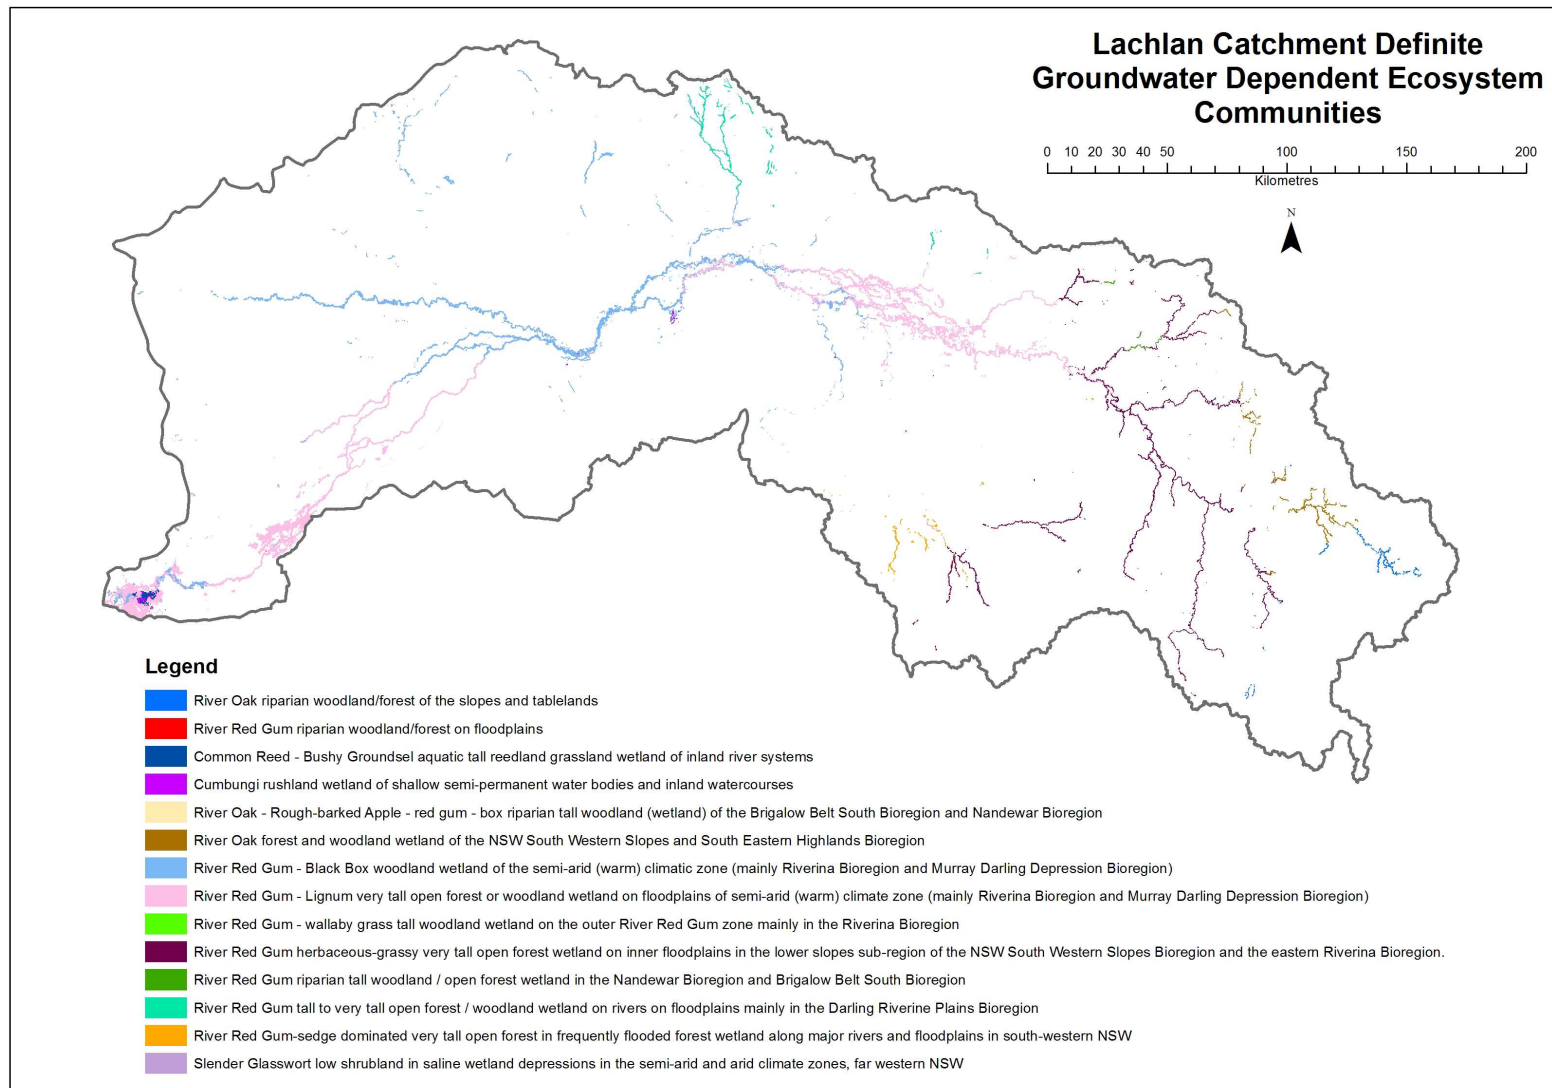 Lachlan Catchment Definite
Groundwater Dependent Ecosystem
Communities
0 10 20 30 40 50 100 150 200
Kilometres
N
Legend
River Oak riparian woodland/forest of the slopes and tablelands
River Red Gum riparian woodland/forest on floodplains
Common Reed - Bushy Groundsel aquatic tall reedland grassland wetland of inland river systems
Cumbungi rushland wetland of shallow semi-permanent water bodies and inland watercourses
River Oak - Rough-barked Apple - red gum - box riparian tall woodland (wetland) of the Brigalow Belt South Bioregion and Nandewar Bioregion
River Oak forest and woodland wetland of the NSW South Western Slopes and South Eastern Highlands Bioregion
River Red Gum - Black Box woodland wetland of the semi-arid (warm) climatic zone (mainly Riverina Bioregion and Murray Darling Depression Bioregion)
River Red Gum - Lignum very tall open forest or woodland wetland on floodplains of semi-arid (warm) climate zone (mainly Riverina Bioregion and Murray Darling Depression Bioregion)
River Red Gum - wallaby grass tall woodland wetland on the outer River Red Gum zone mainly in the Riverina Bioregion
River Red Gum herbaceous-grassy very tall open forest wetland on inner floodplains in the lower slopes sub-region of the NSW South Western Slopes Bioregion and the eastern Riverina Bioregion.
River Red Gum riparian tall woodland / open forest wetland in the Nandewar Bioregion and Brigalow Belt South Bioregion
River Red Gum tall to very tall open forest / woodland wetland on rivers on floodplains mainly in the Darling Riverine Plains Bioregion
River Red Gum-sedge dominated very tall open forest in frequently flooded forest wetland along major rivers and floodplains in south-western NSW
Slender Glasswort low shrubland in saline wetland depressions in the semi-arid and arid climate zones, far western NSW